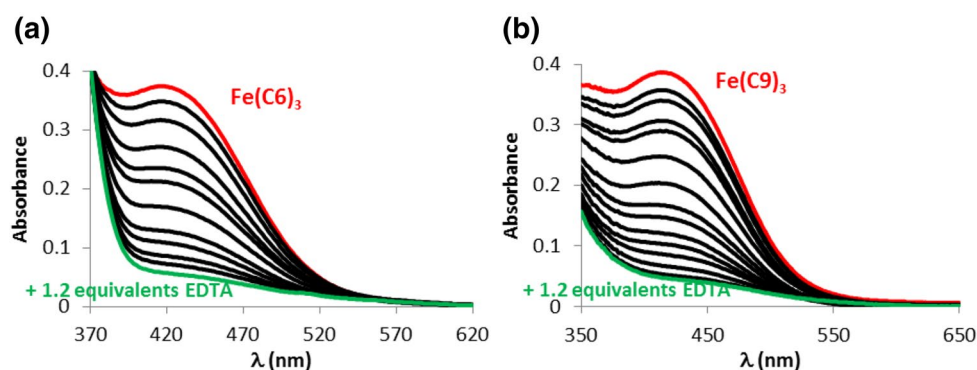 (a)
0.4
0.3
0.2
0.1
0
Absorbance
Fe(C6)3
+ 1.2 equivalents EDTA
370 420 470 520 570 620
λ (nm)
(b)
0.4
0.3
0.2
0.1
0
Absorbance
Fe(C9)3
+ 1.2 equivalents EDTA
350 450 550 650
λ (nm)